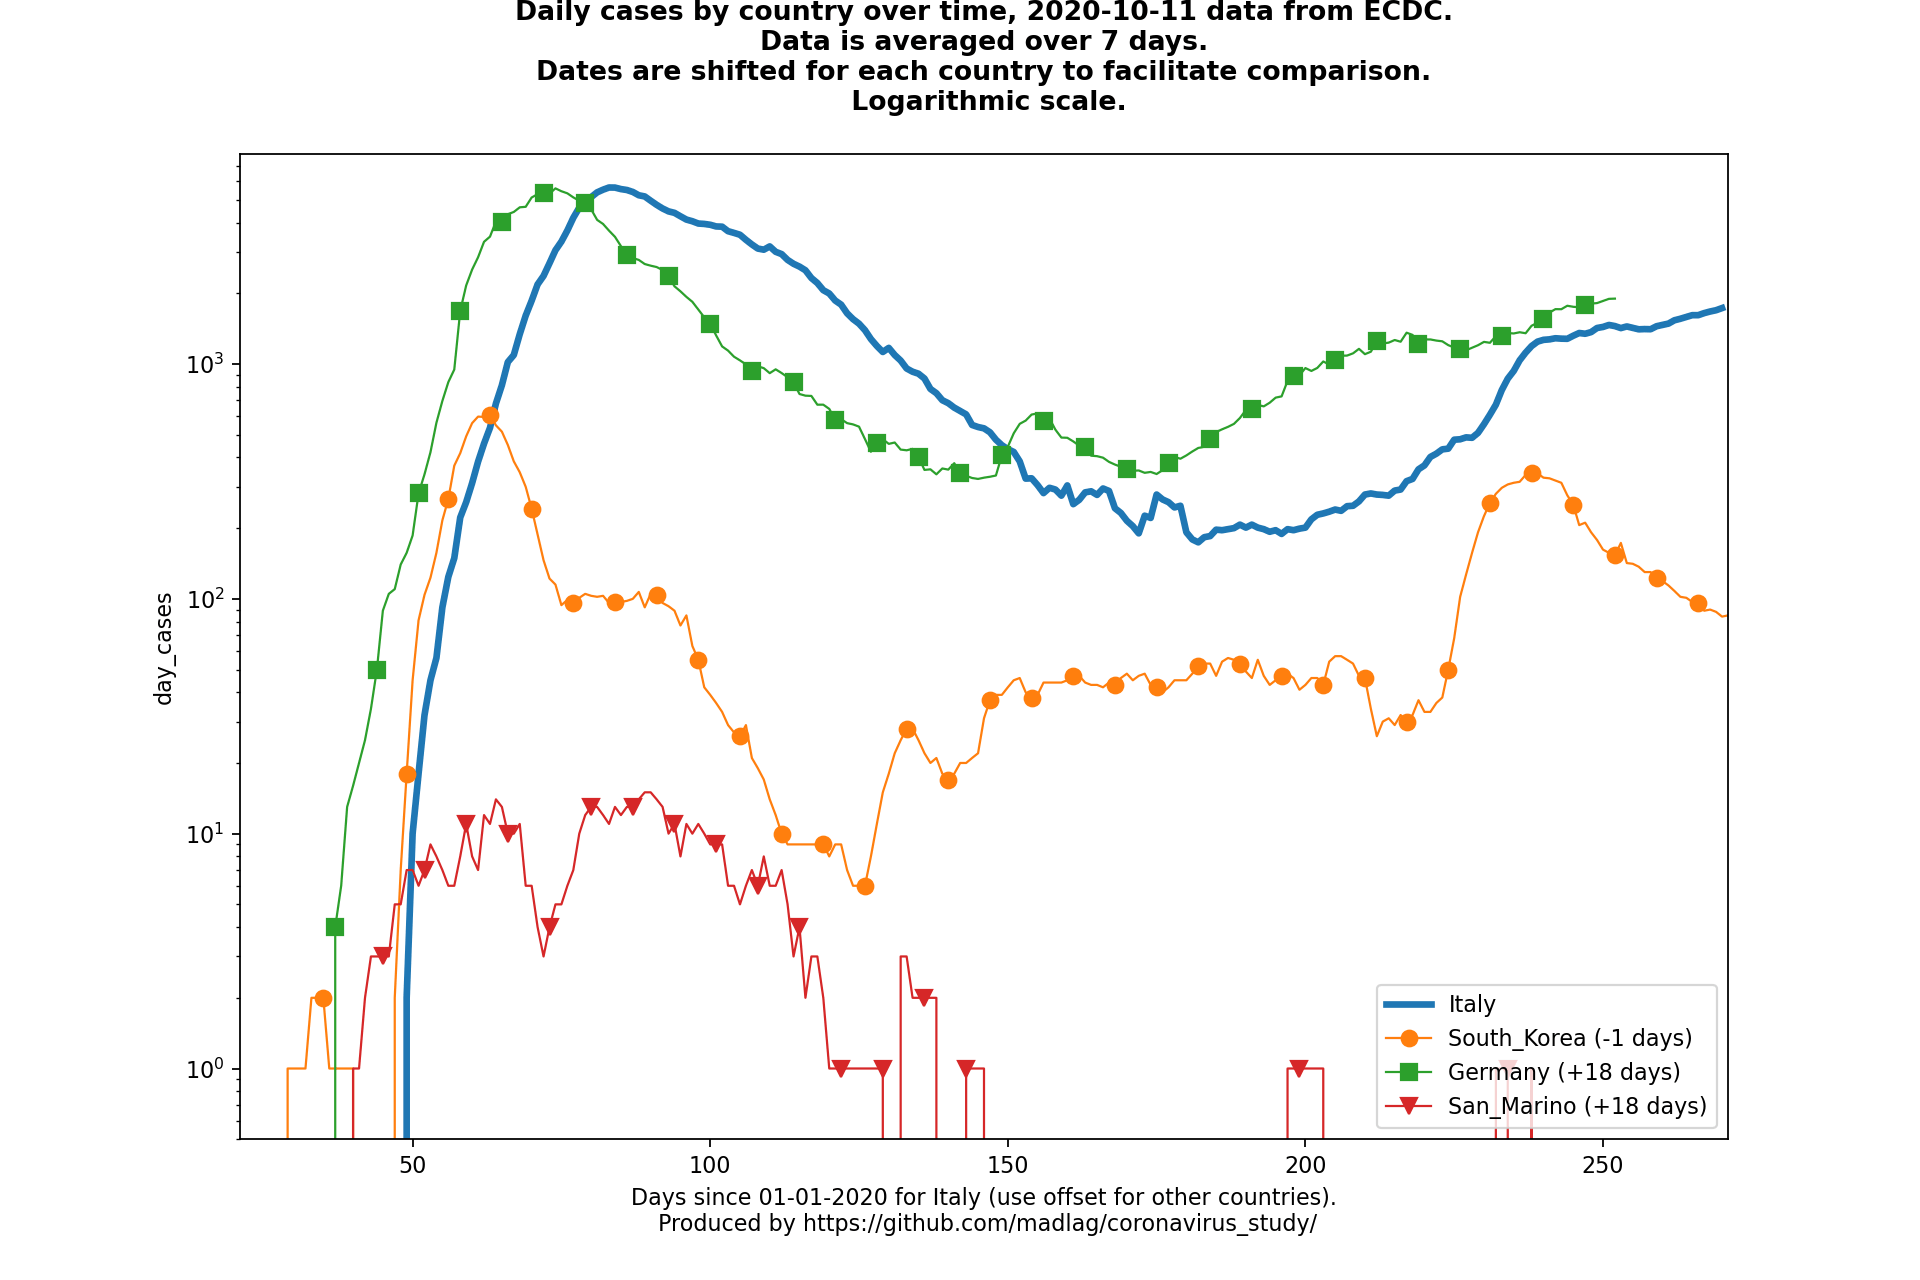 Daily cases by country over time, 2020-10-11 data from ECDC.
Data is averaged over 7 days.
Dates are shifted for each country to facilitate comparison.
Logarithmic scale.
day_cases
10³
10²
10¹
10⁰
Italy
South_Korea (-1 days)
Germany (+18 days)
San_Marino (+18 days)
50 100 150 200 250
Days since 01-01-2020 for Italy (use offset for other countries).
Produced by https://github.com/madlag/coronavirus_study/